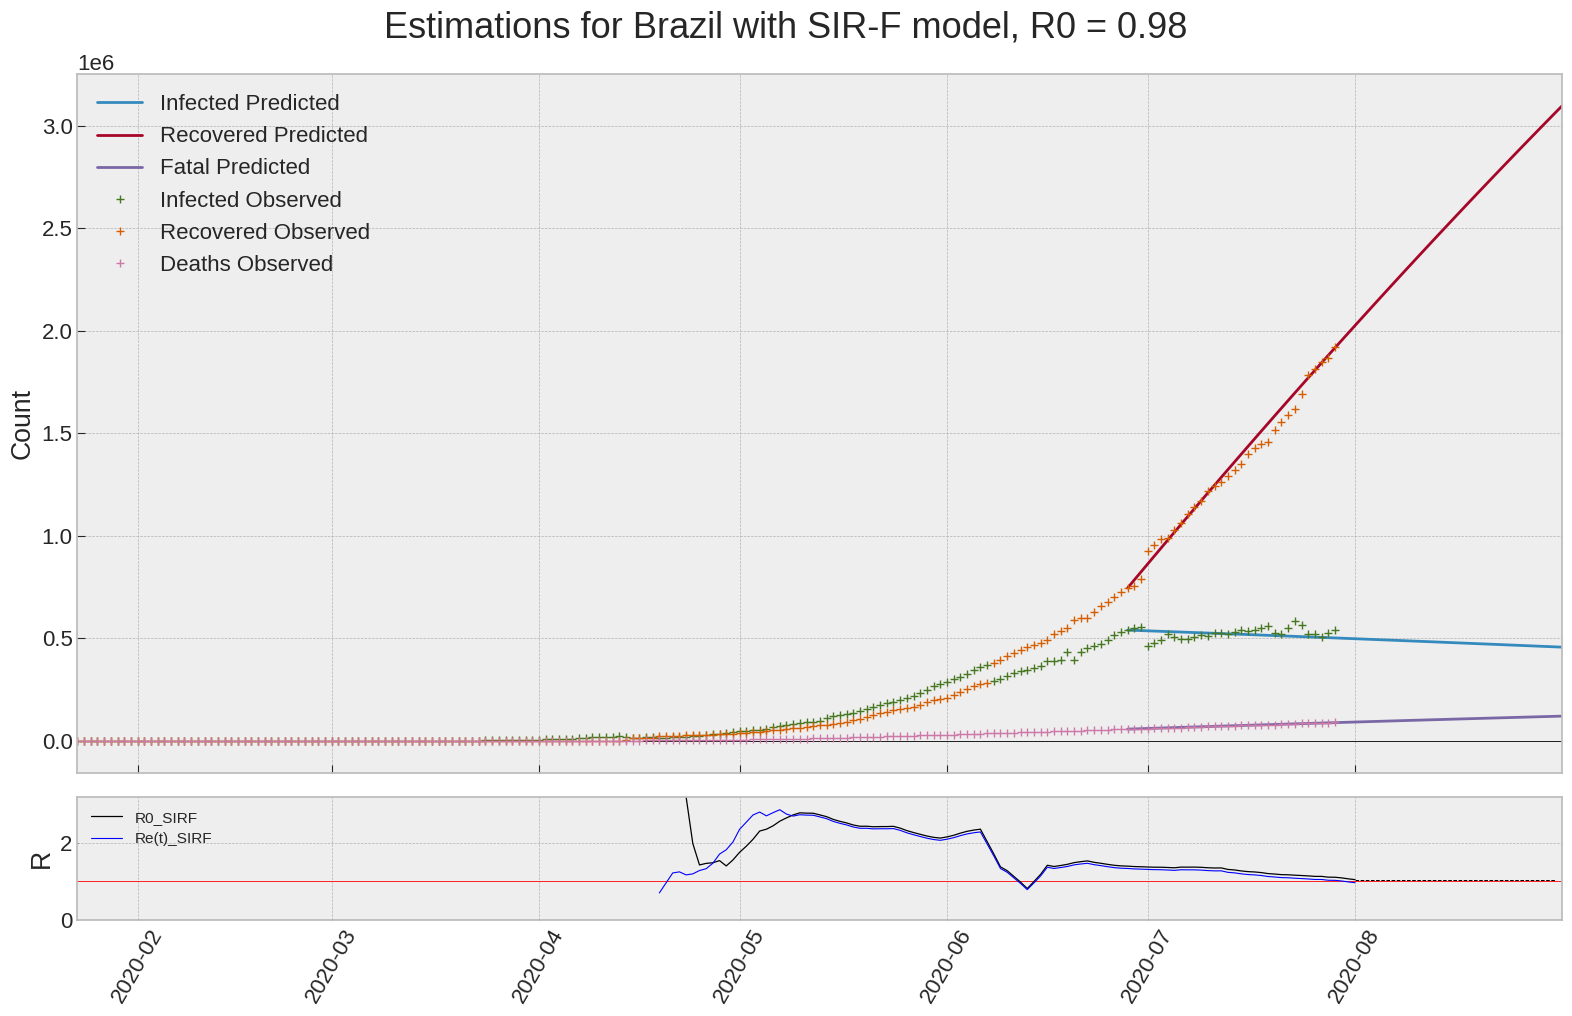 Estimations for Brazil with SIR-F model, R0 = 0.98
1e6
Infected Predicted
Recovered Predicted
Fatal Predicted
Infected Observed
Recovered Observed
Deaths Observed
3.0
2.5
2.0
1.5
1.0
0.5
0.0
Count
R0_SIRF
Re(t)_SIRF
2
0
R
2020-02
2020-03
2020-04
2020-05
2020-06
2020-07
2020-08